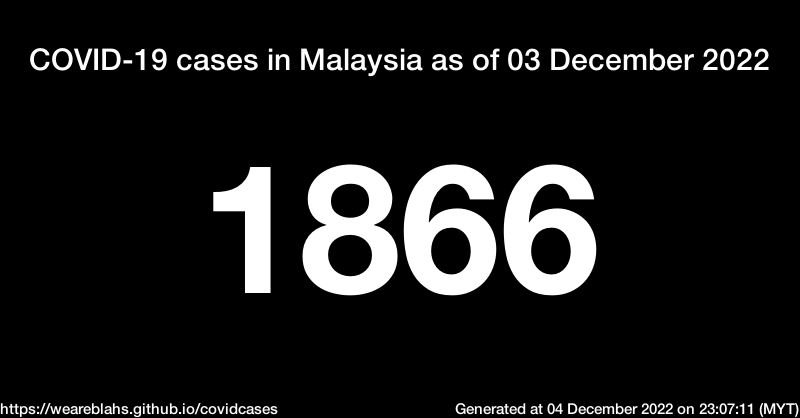 COVID-19 cases in Malaysia as of 03 December 2022
1866
https://weareblahs.github.io/covidcases
Generated at 04 December 2022 on 23:07:11 (MYT)